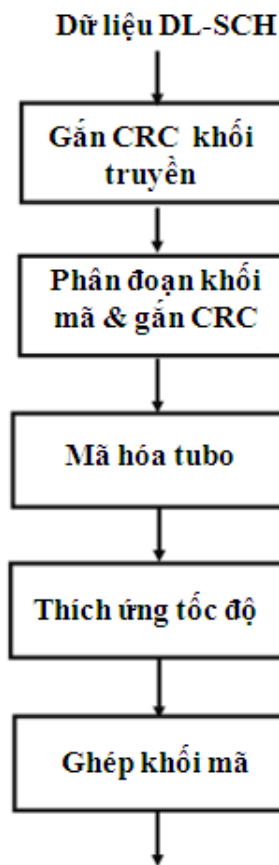 Dữ liệu DL-SCH
Gắn CRC khối
truyền
Phân đoạn khối
mã & gắn CRC
Mã hóa tubo
Thích ứng tốc độ
Ghép khối mã